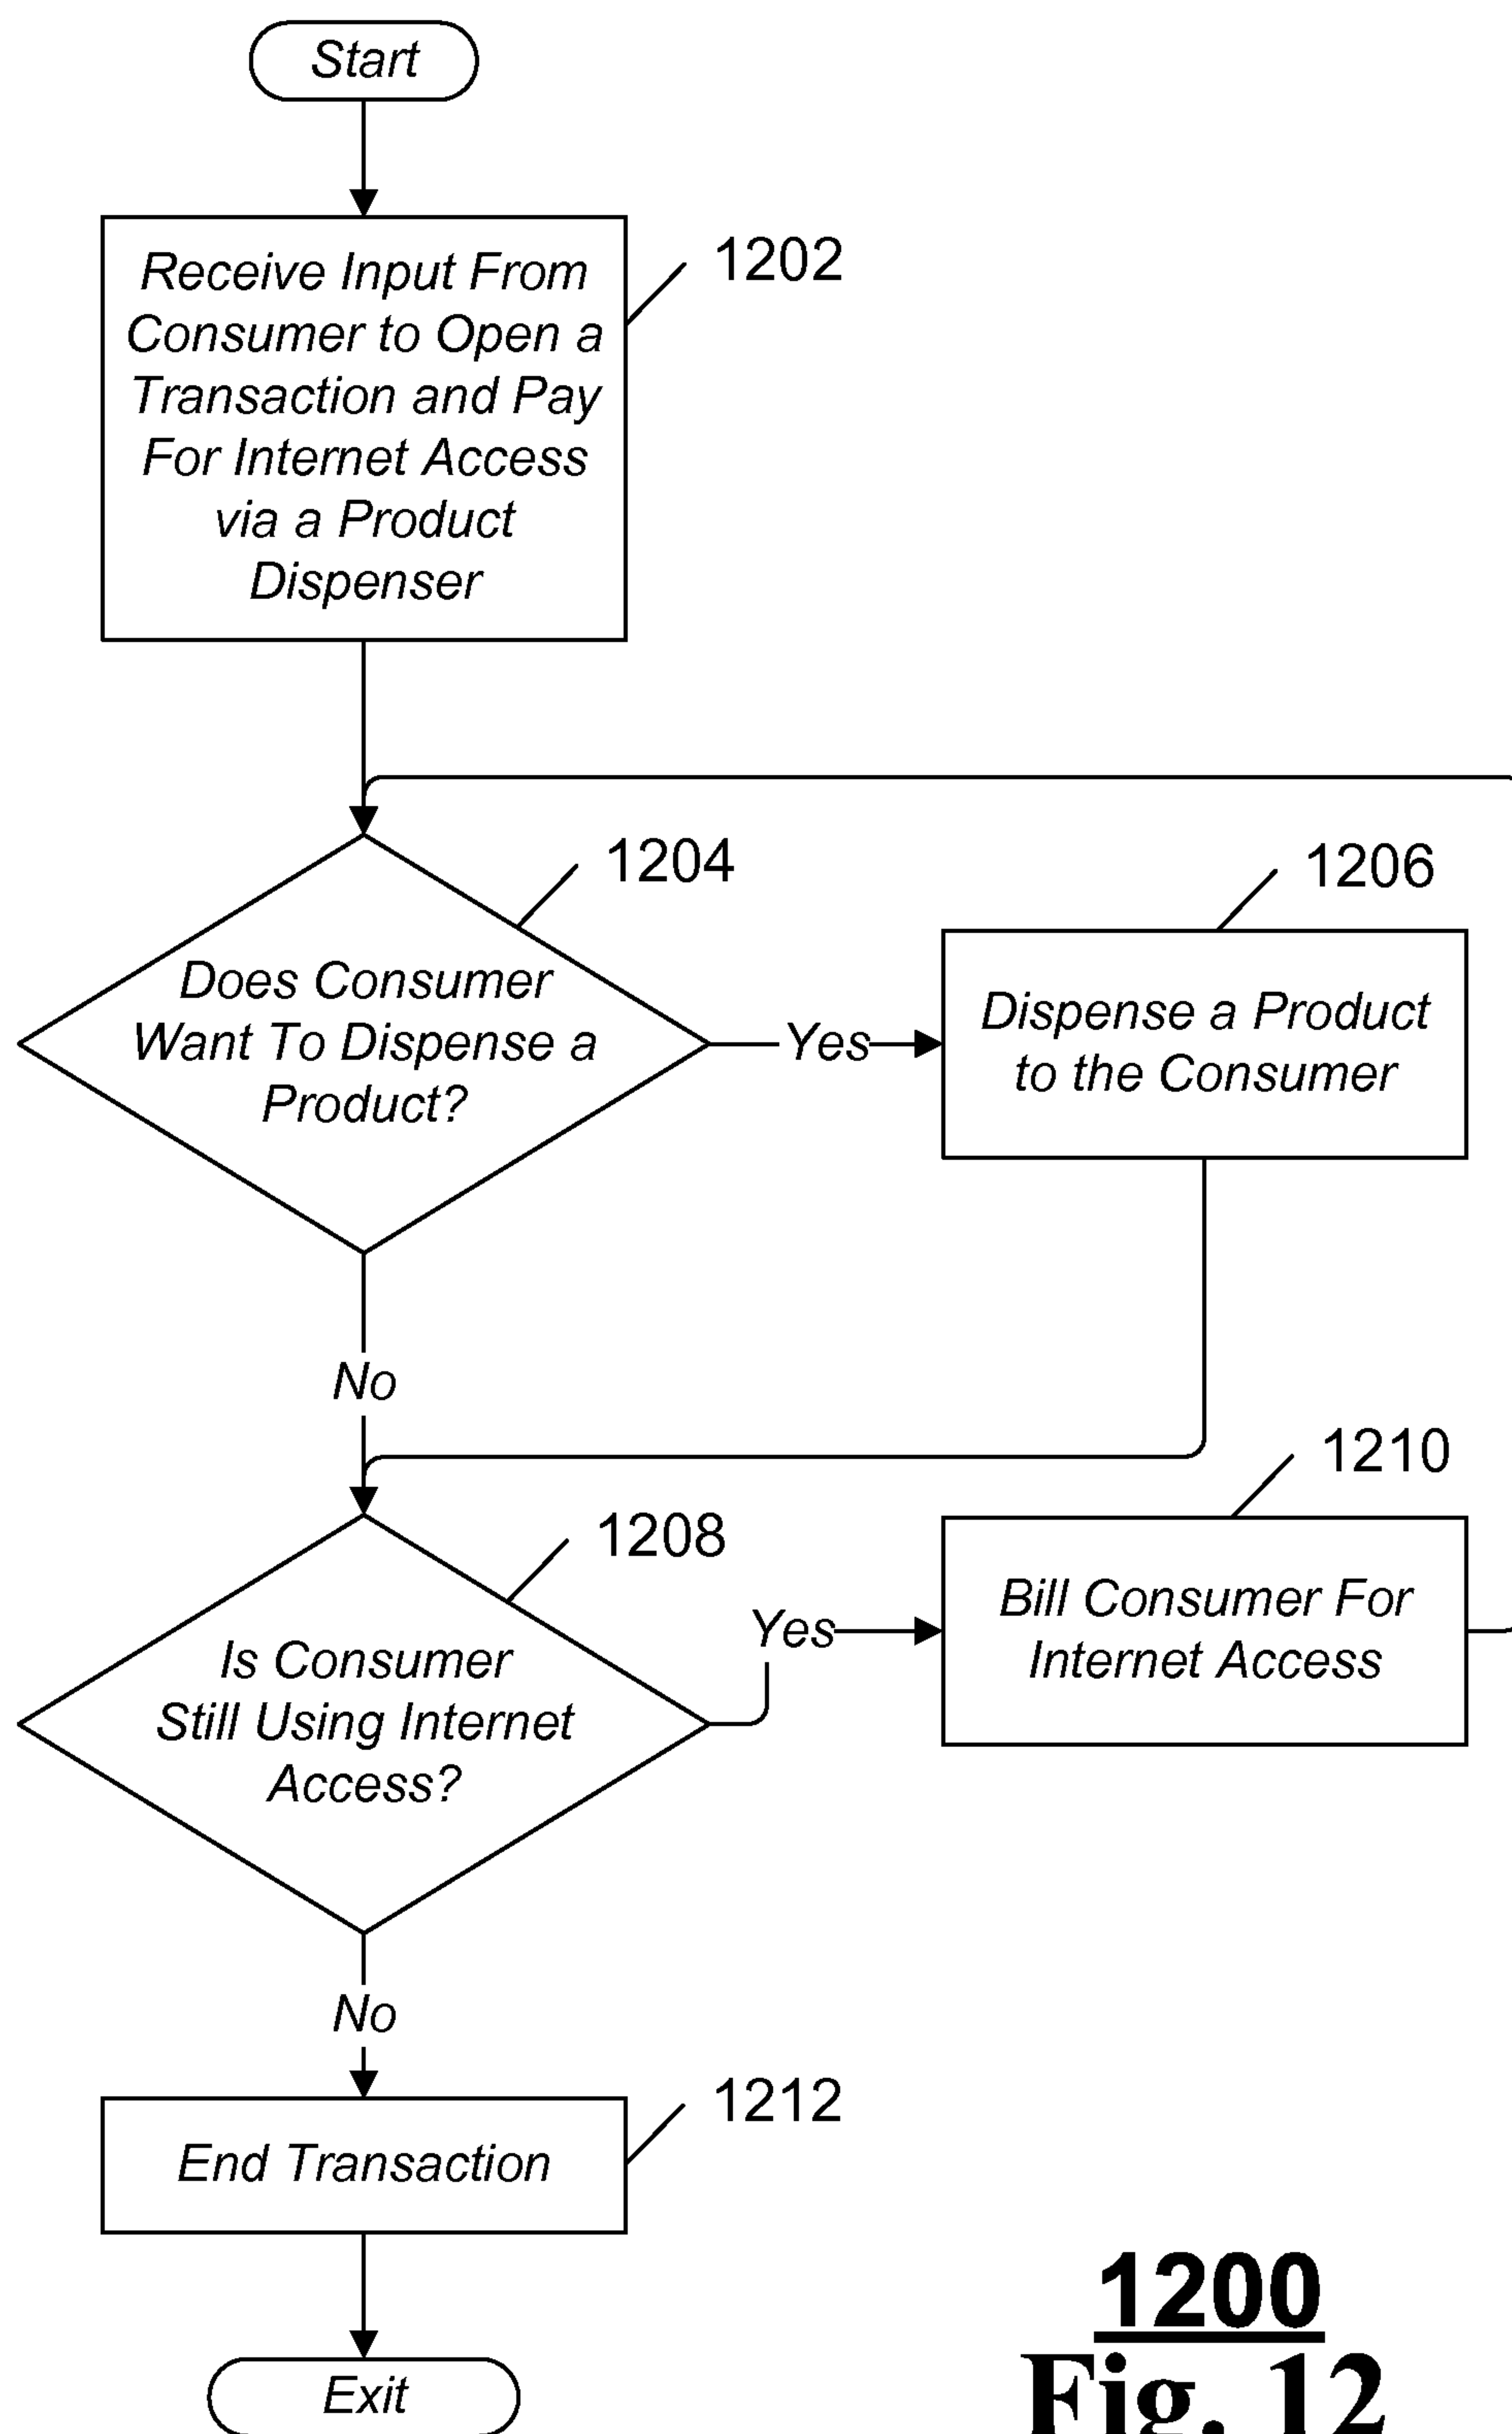 Start
Receive Input From
Consumer to Open a
Transaction and Pay
For Internet Access
via a Product
Dispenser
1202
1204
Does Consumer
Want To Dispense a
Product?
Yes
1206
Dispense a Product
to the Consumer
No
1208
Is Consumer
Still Using Internet
Access?
Yes
1210
Bill Consumer For
Internet Access
No
1212
End Transaction
Exit
1200
Fig. 12